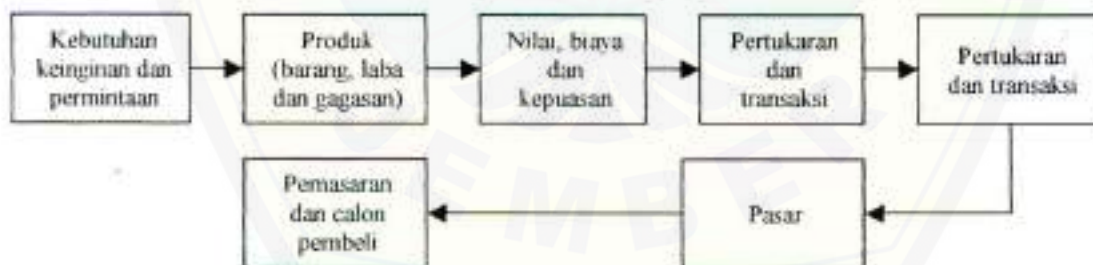 Kebutuhan
keinginan dan
permintaan
Produk
(barang, laba
dan gagasan)
Nilai, biaya
dan
kepuasan
Pertukaran
dan
transaksi
Pertukaran
dan transaksi
Pasar
Pemasaran
dan calon
pembeli
EMBER